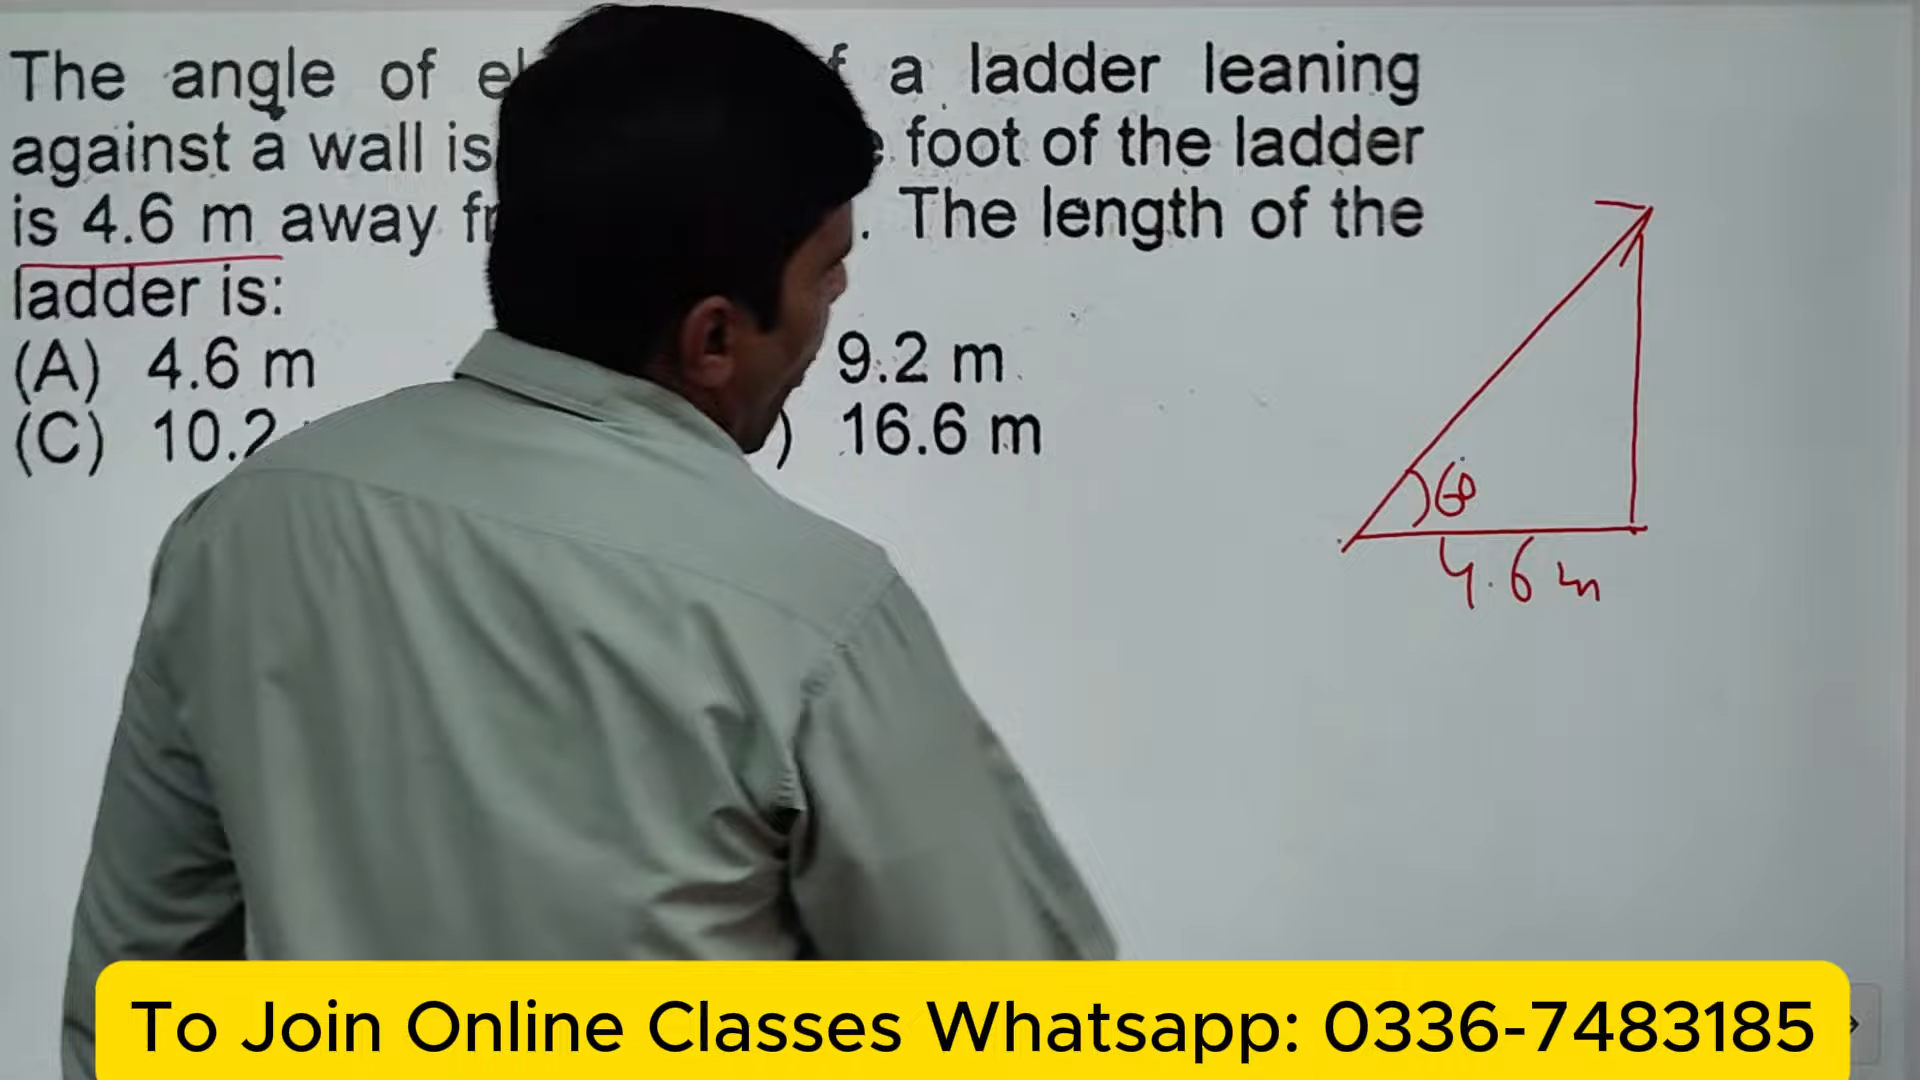 The angle of a ladder leaning
against a wall is foot of the ladder
is 4.6 m away . The length of the
ladder is:
(A) 4.6 m 9.2 m
(C) 10.2 ) 16.6 m
4.6 m
To Join Online Classes Whatsapp: 0336-7483185